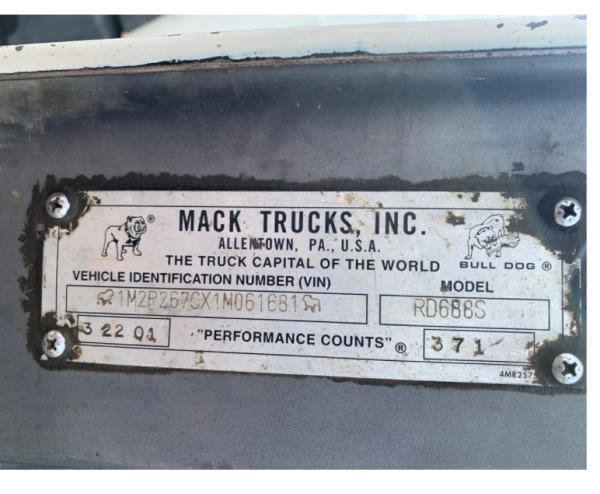 MACK TRUCKS, INC.
ALLENTOWN, PA., U.S.A.
THE TRUCK CAPITAL OF THE WORLD
BULL DOG ®
VEHICLE IDENTIFICATION NUMBER (VIN)
MODEL
1M2P267CX1M061681
RD688S
3 22 01
"PERFORMANCE COUNTS"®
371